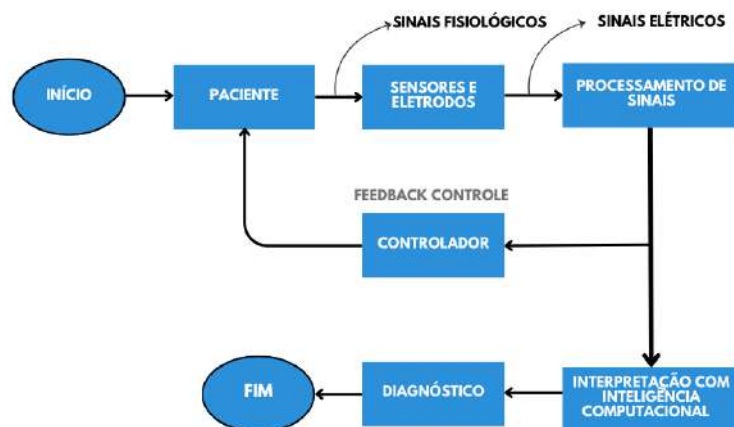 SINAIS FISIOLÓGICOS
SINAIS ELÉTRICOS
INÍCIO
PACIENTE
SENSORES E
ELETRODOS
PROCESSAMENTO DE
SINAIS
FEEDBACK CONTROLE
CONTROLADOR
FIM
DIAGNÓSTICO
INTERPRETAÇÃO COM
INTELIGÊNCIA
COMPUTACIONAL